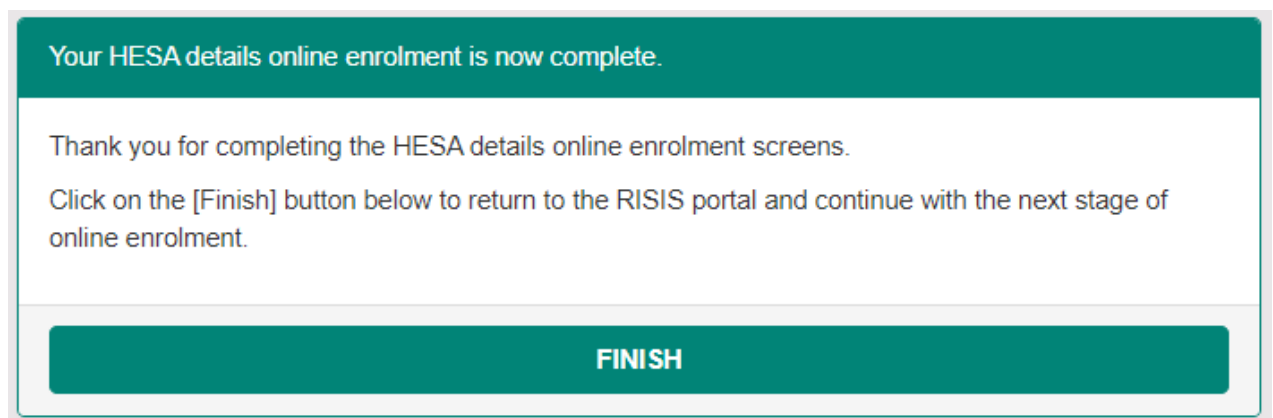 Your HESA details online enrolment is now complete.
Thank you for completing the HESA details online enrolment screens.
Click on the [Finish] button below to return to the RISIS portal and continue with the next stage of
online enrolment.
FINISH